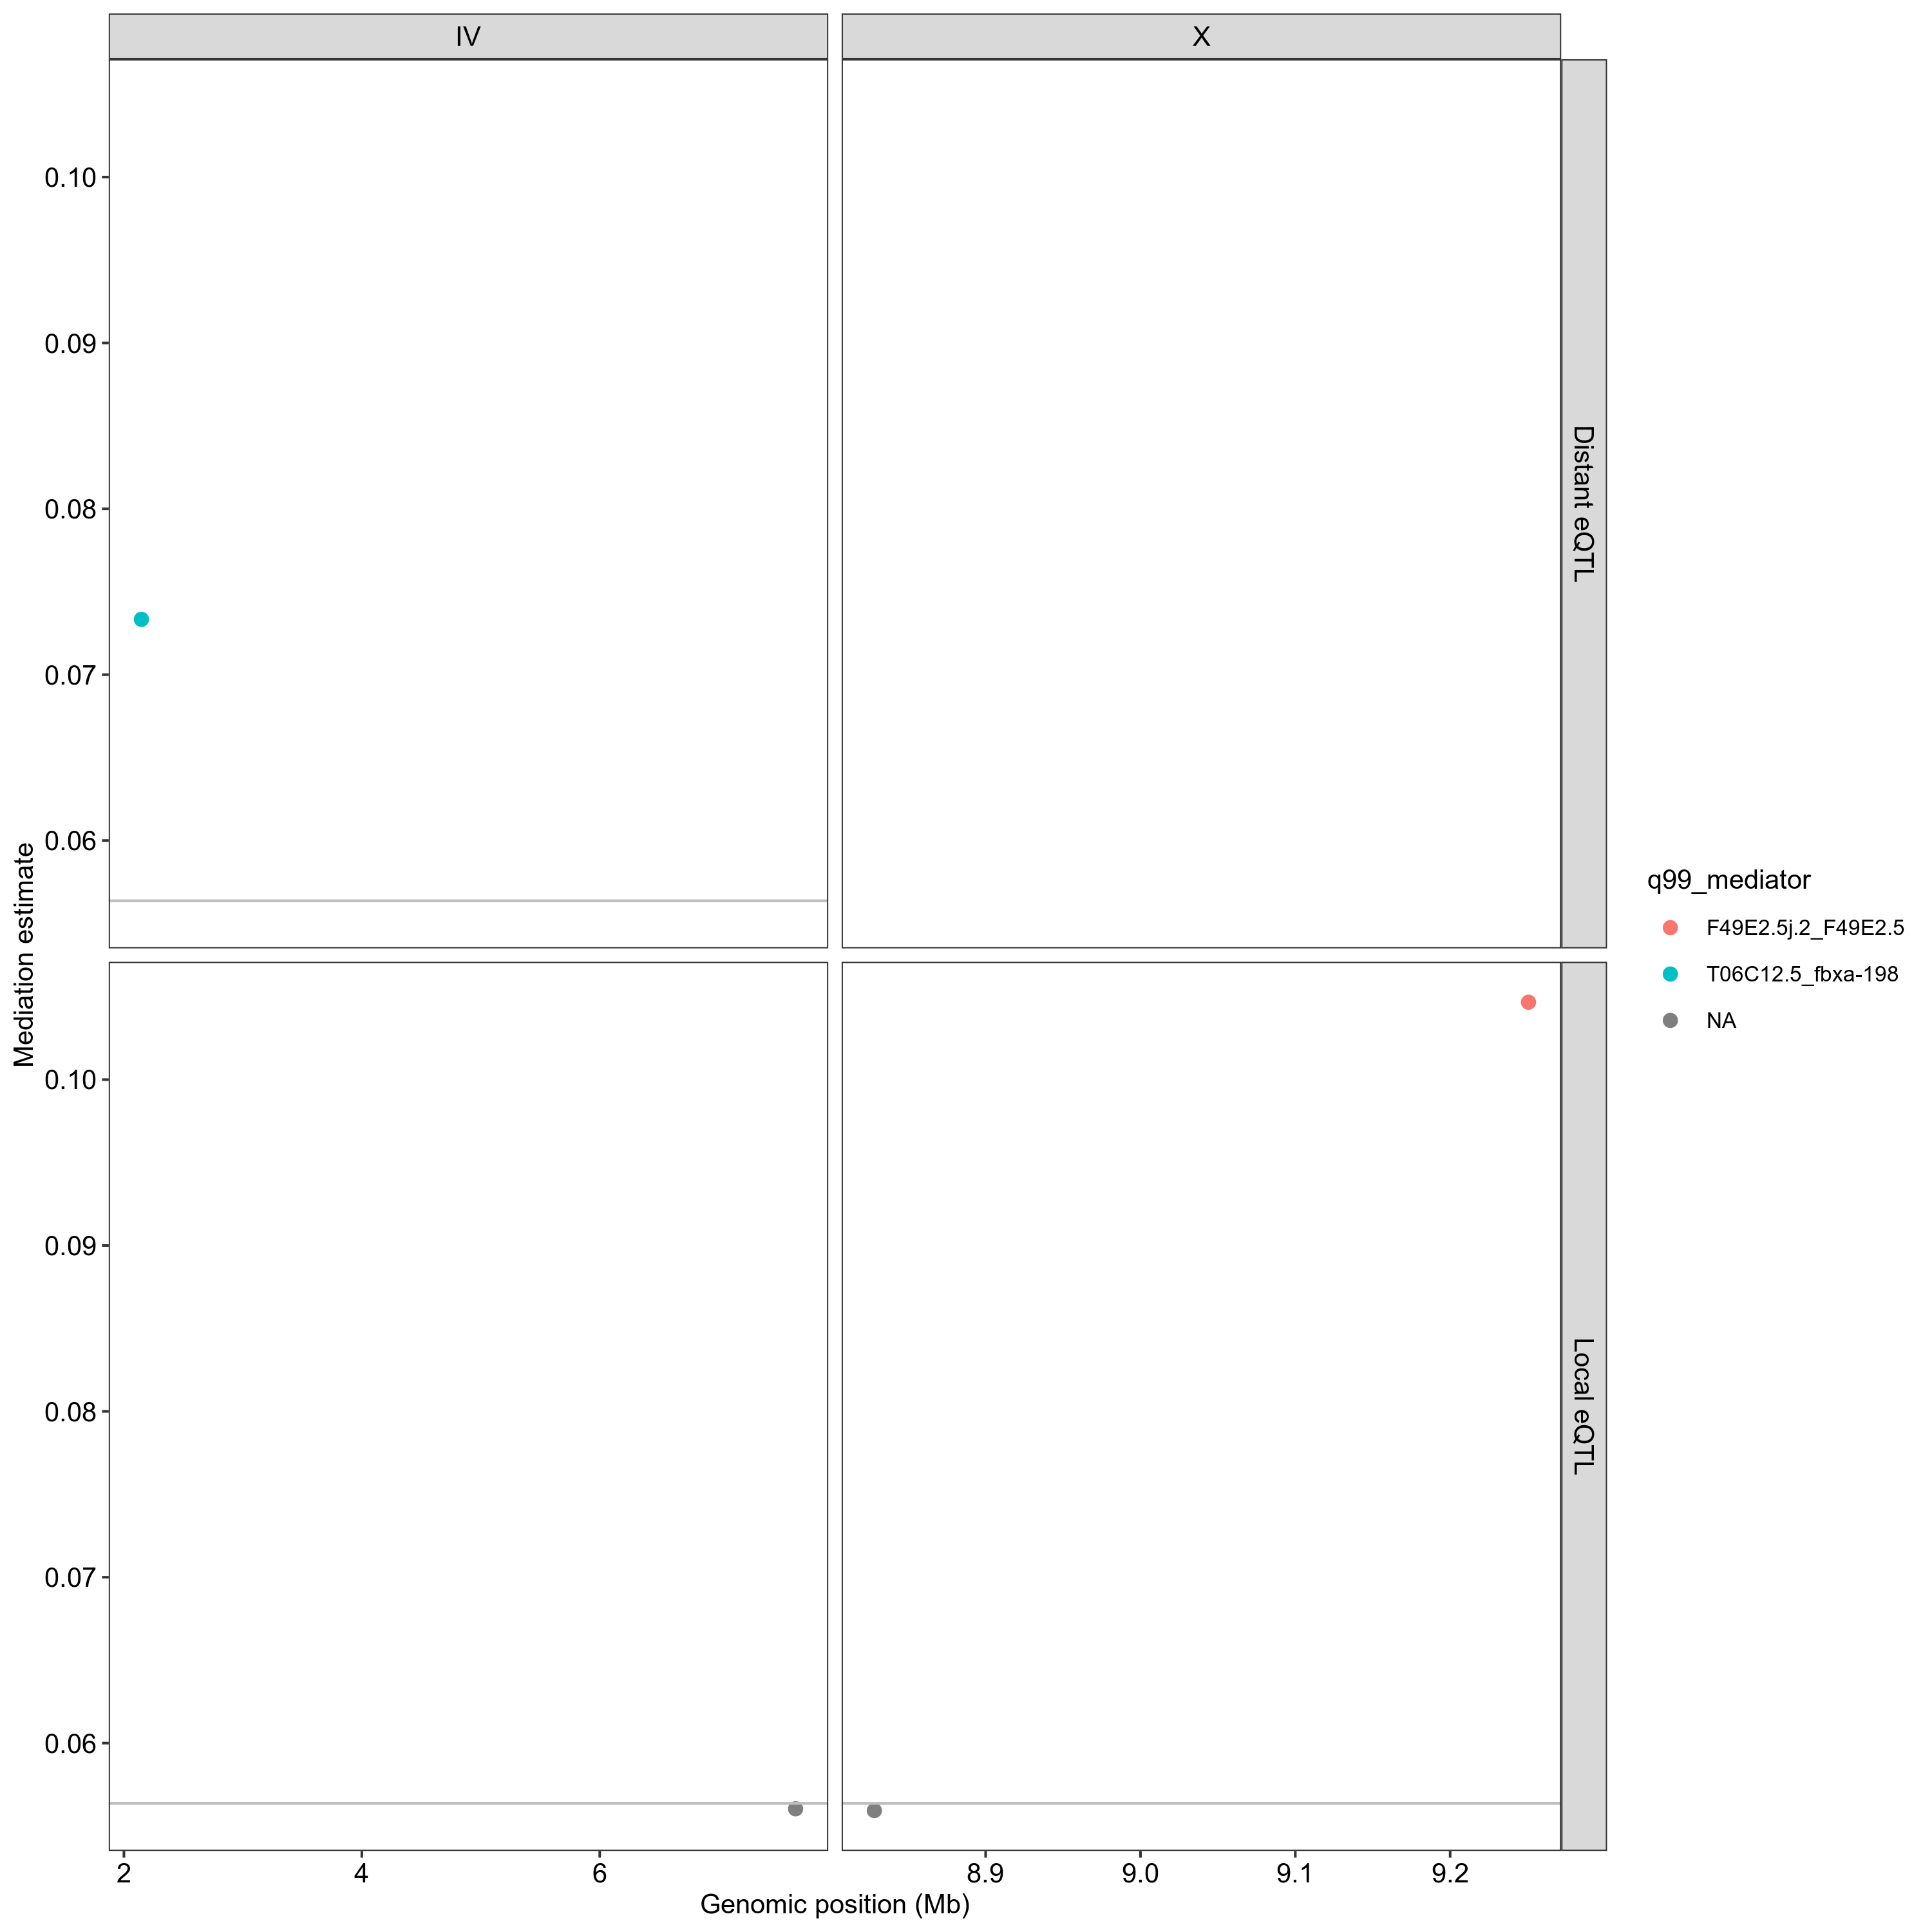 IV
X
0.10
0.09
0.08
0.07
0.06
Distant eQTL
Mediation estimate
0.10
0.09
0.08
0.07
0.06
Local eQTL
2
4
6
8.9
9.0
9.1
9.2
Genomic position (Mb)
q99_mediator
F49E2.5j.2_F49E2.5
T06C12.5_fbxa-198
NA